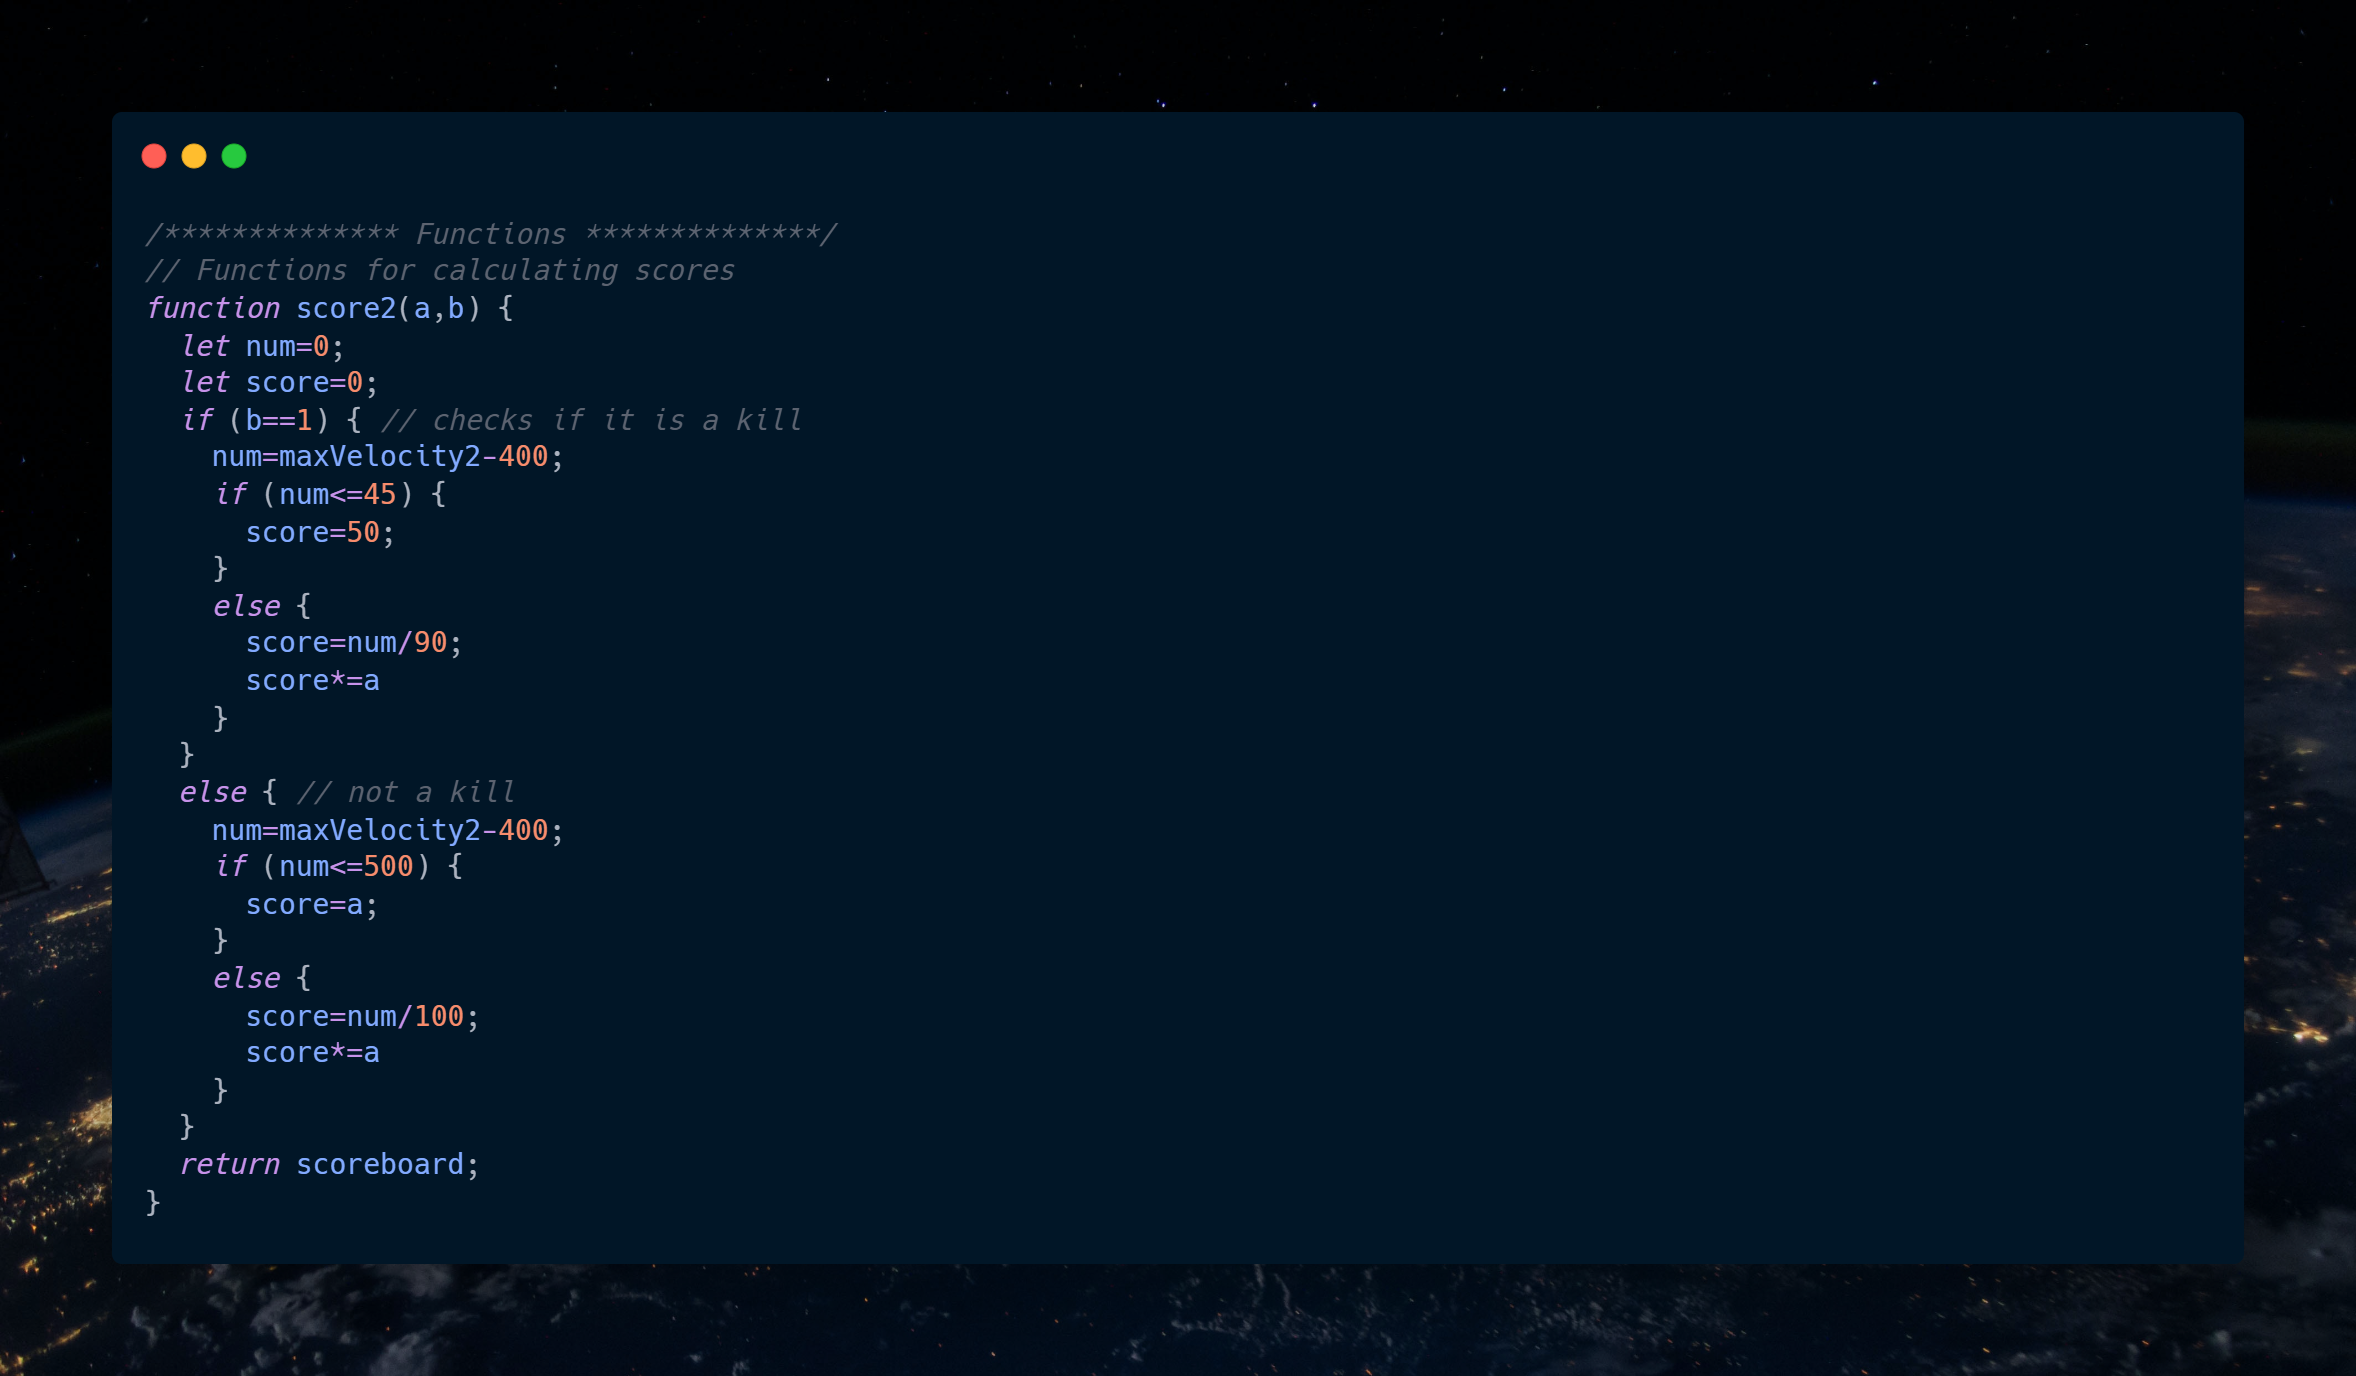 /************** Functions **************/
// Functions for calculating scores
function score2(a,b) {
  let num=0;
  let score=0;
  if (b==1) { // checks if it is a kill
    num=maxVelocity2-400;
    if (num<=45) {
      score=50;
    }
    else {
      score=num/90;
      score*=a
    }
  }
  else { // not a kill
    num=maxVelocity2-400;
    if (num<=500) {
      score=a;
    }
    else {
      score=num/100;
      score*=a
    }
  }
  return scoreboard;
}